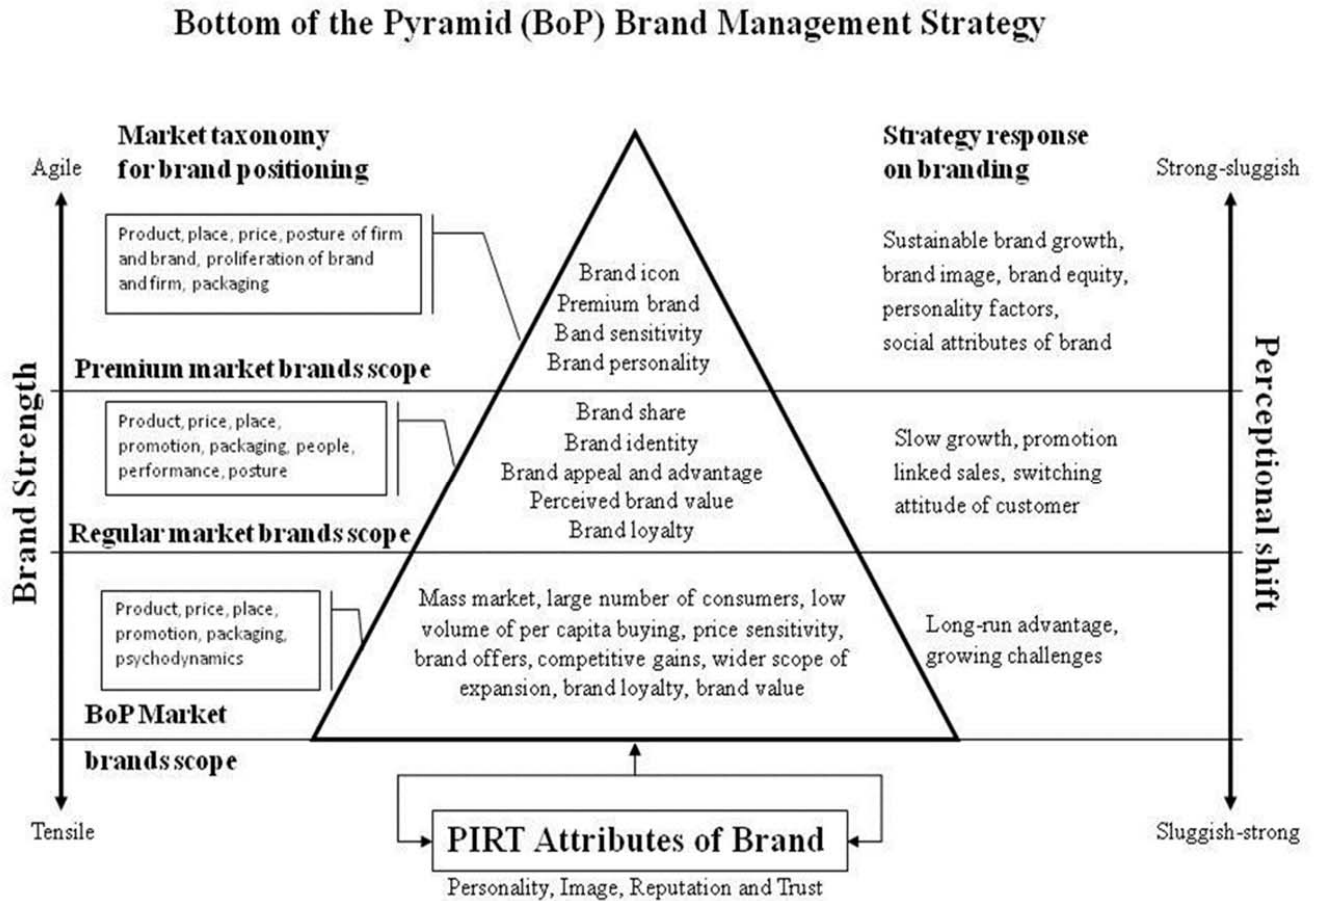 Bottom of the Pyramid (BoP) Brand Management Strategy
Market taxonomy
for brand positioning
Strategy response
on branding
Agile
Strong-sluggish
Product, place, price, posture of firm
and brand, proliferation of brand
and firm, packaging
Brand icon
Premium brand
Band sensitivity
Brand personality
Sustainable brand growth,
brand image, brand equity,
personality factors,
social attributes of brand
Premium market brands scope
Brand Strength
Perceptional shift
Product, price, place,
promotion, packaging, people,
performance, posture
Brand share
Brand identity
Brand appeal and advantage
Perceived brand value
Brand loyalty
Slow growth, promotion
linked sales, switching
attitude of customer
Regular market brands scope
Product, price, place,
promotion, packaging,
psychodynamics
Mass market, large number of consumers, low
volume of per capita buying, price sensitivity,
brand offers, competitive gains, wider scope of
expansion, brand loyalty, brand value
Long-run advantage,
growing challenges
BoP Market
brands scope
Tensile
Sluggish-strong
PIRT Attributes of Brand
Personality, Image, Reputation and Trust